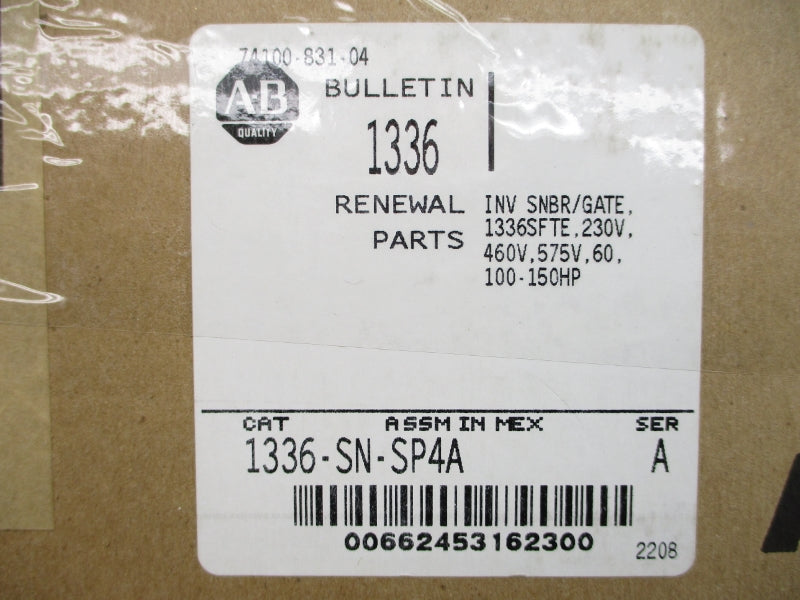 74100-831-04
AB
QUALITY
BULLETIN
1336
RENEWAL
PARTS
INV SNBR/GATE,
1336SFTE,230V,
460V,575V,60,
100-150HP
CAT ASSM IN MEX SER
1336-SN-SP4A A
00662453162300
2208